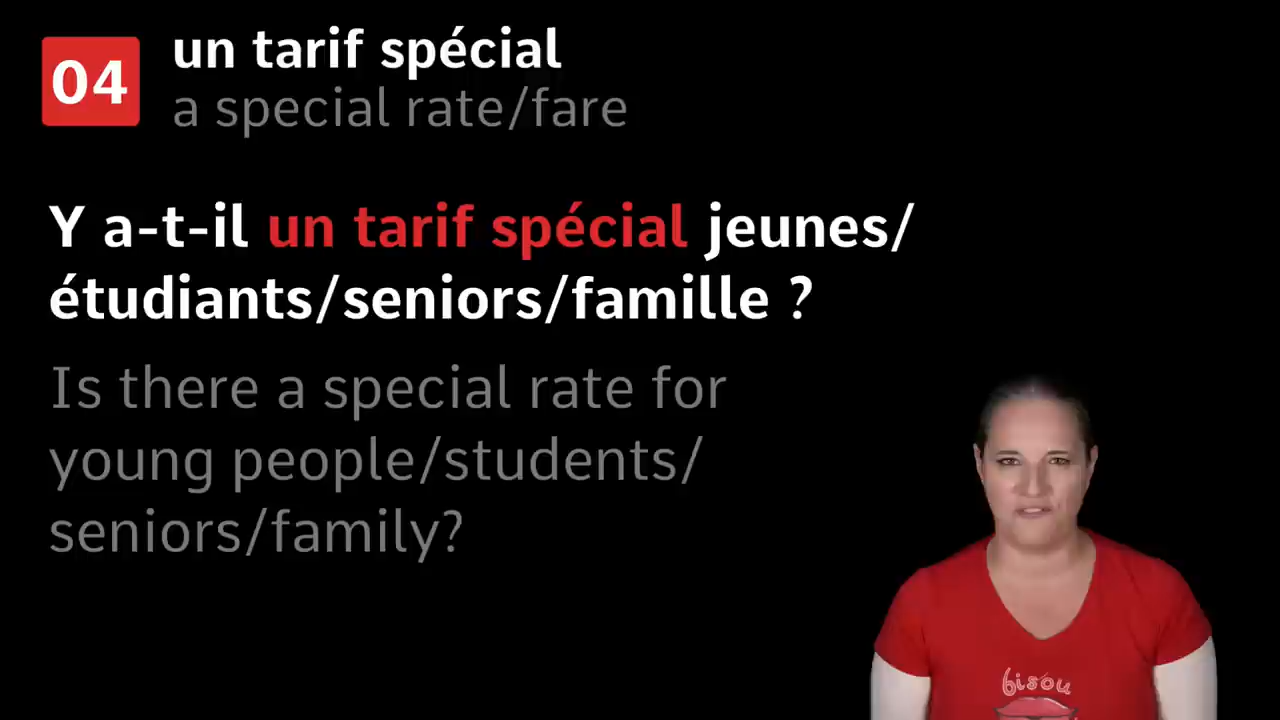 04
un tarif spécial
a special rate/fare
Y a-t-il un tarif spécial jeunes/
étudiants/seniors/famille ?
Is there a special rate for
young people/students/
seniors/family?
bisou